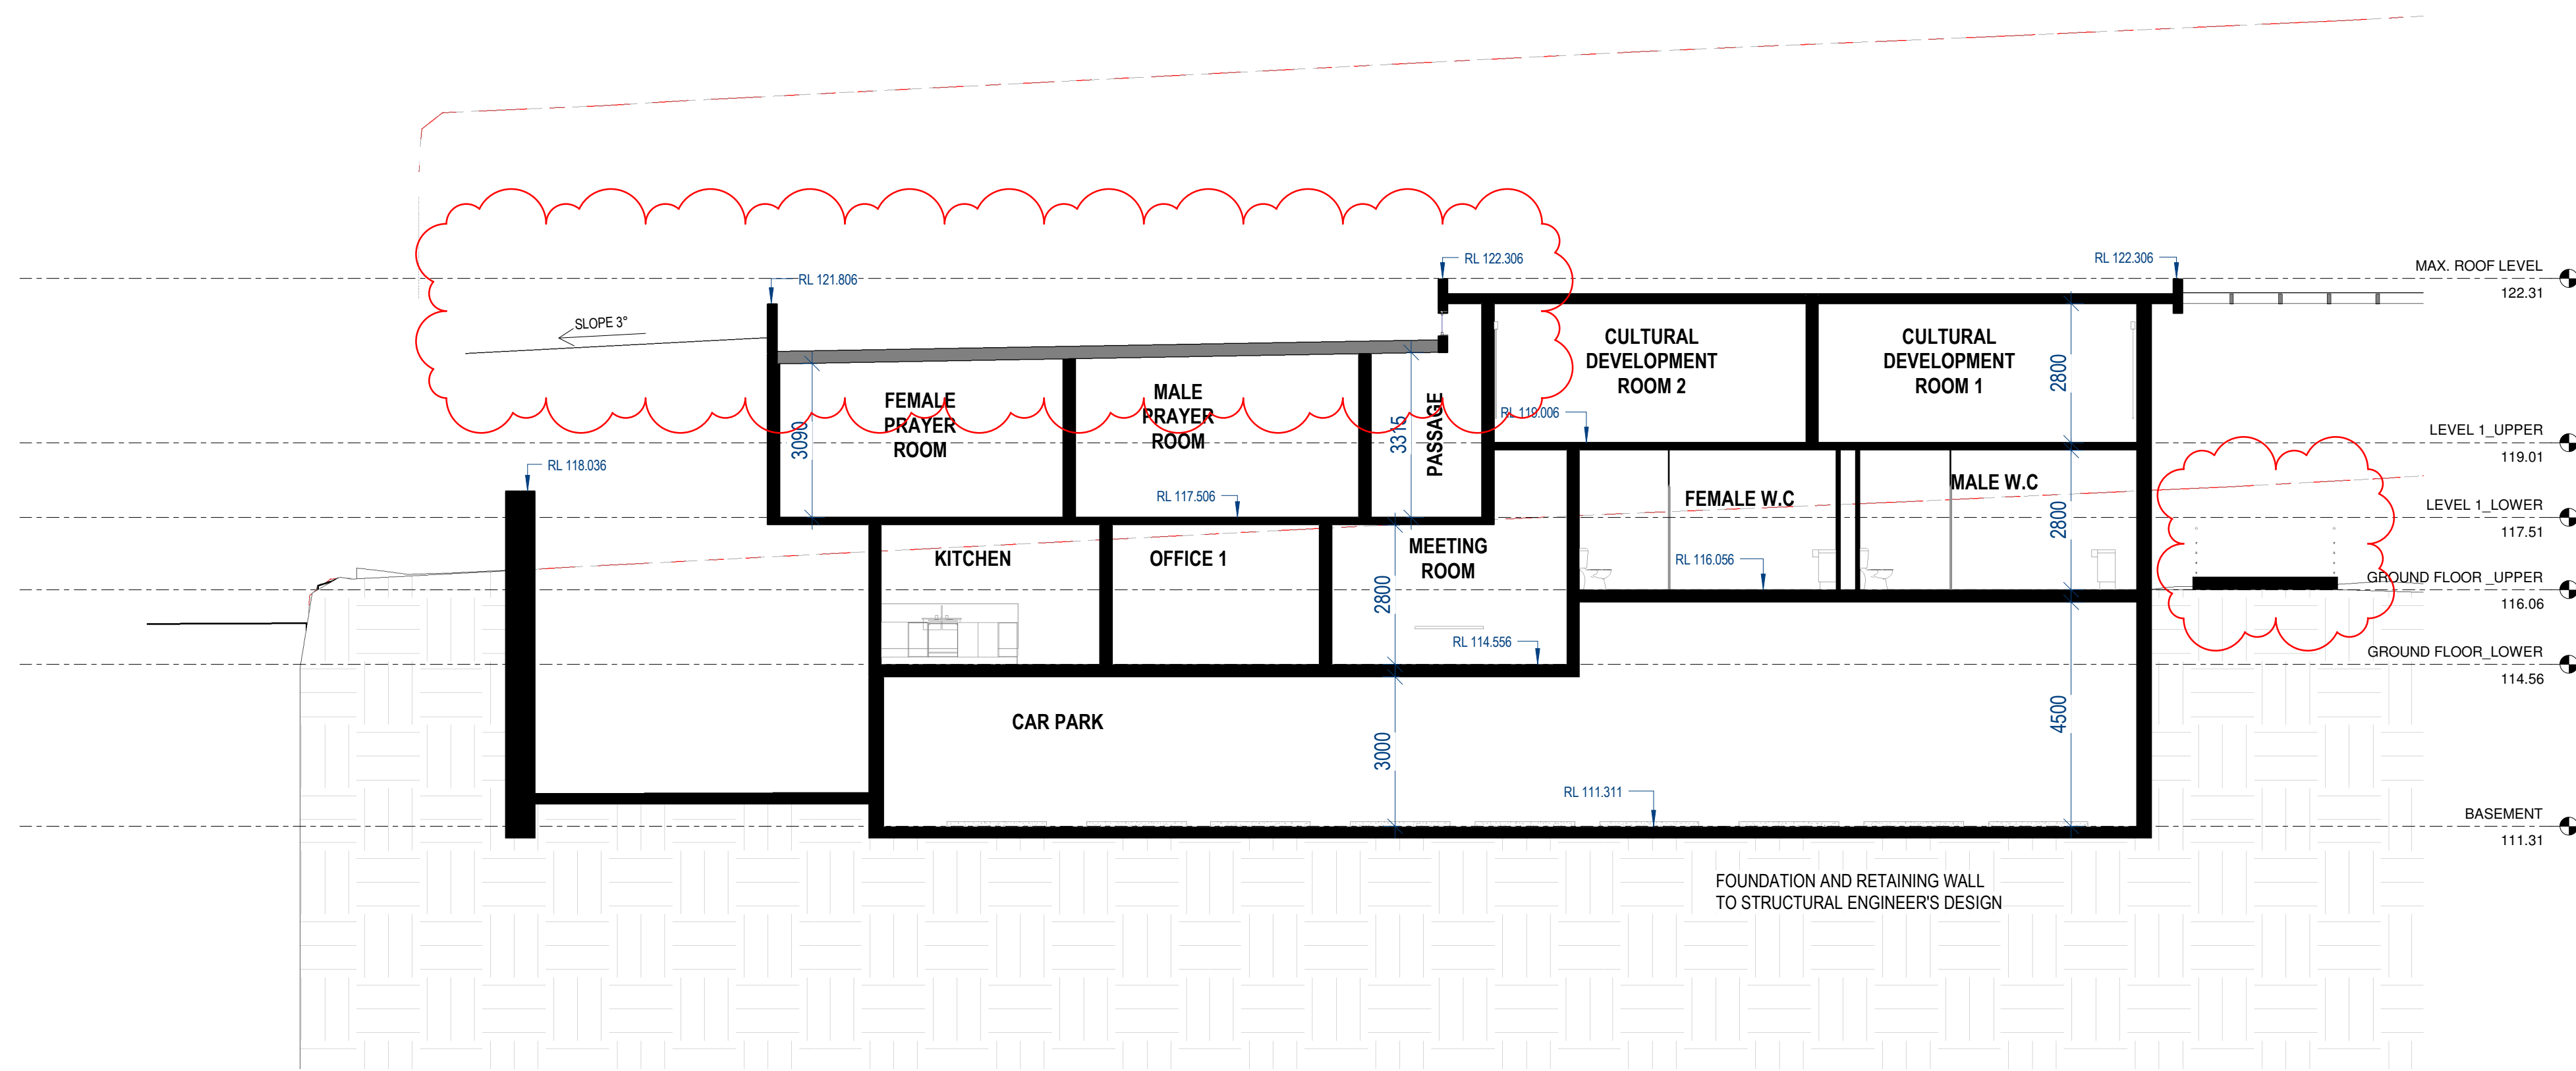 RL 122.306
RL 122.306
MAX. ROOF LEVEL
122.31
RL 121.806
SLOPE 3°
CULTURAL
DEVELOPMENT
ROOM 2
CULTURAL
DEVELOPMENT
ROOM 1
2800
FEMALE
PRAYER
ROOM
MALE
PRAYER
ROOM
PASSAGE
3090
3315
RL 119.006
LEVEL 1_UPPER
119.01
RL 118.036
RL 117.506
FEMALE W.C
MALE W.C
2800
LEVEL 1_LOWER
117.51
KITCHEN
OFFICE 1
MEETING
ROOM
2800
RL 116.056
GROUND FLOOR _UPPER
116.06
RL 114.556
GROUND FLOOR_LOWER
114.56
CAR PARK
3000
4500
RL 111.311
BASEMENT
111.31
FOUNDATION AND RETAINING WALL
TO STRUCTURAL ENGINEER'S DESIGN